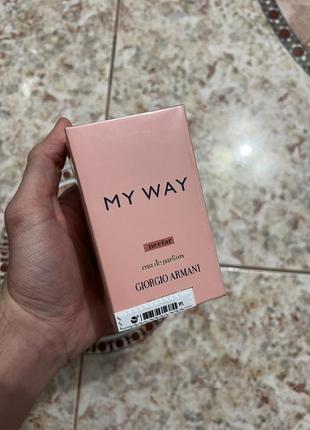 MY WAY
nectar
eau de parfum
GIORGIO ARMANI